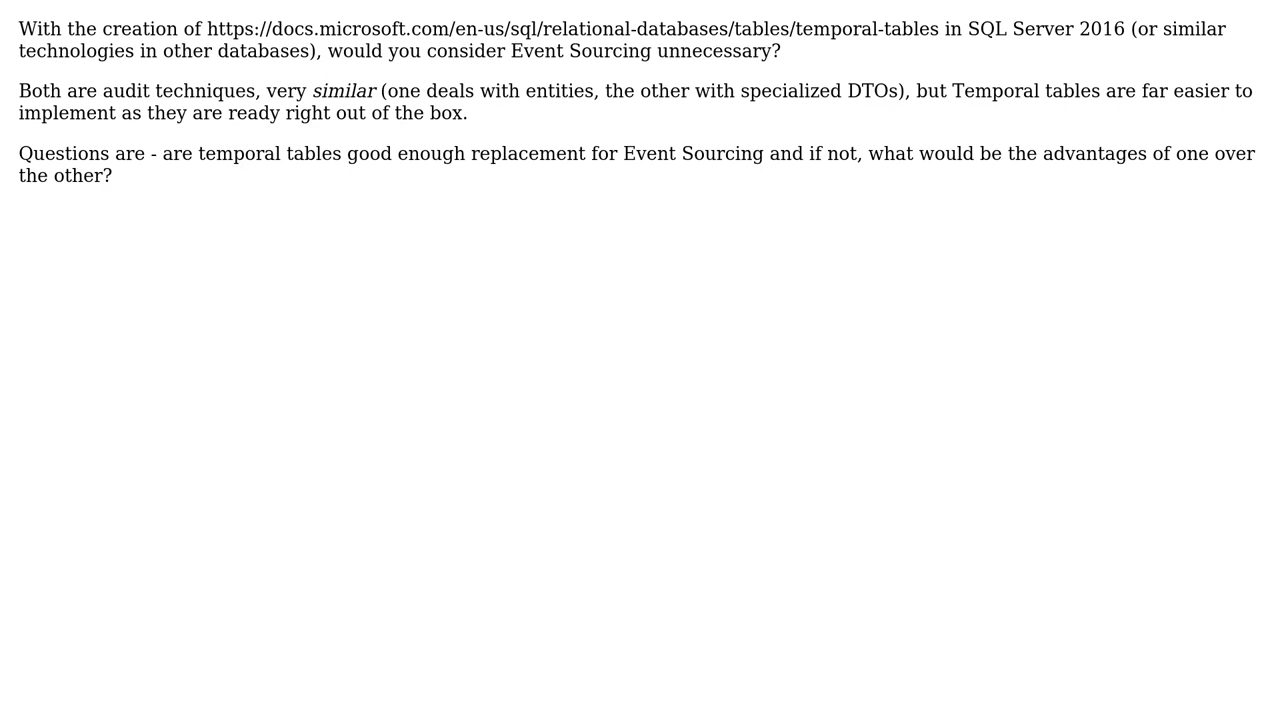 With the creation of https://docs.microsoft.com/en-us/sql/relational-databases/tables/temporal-tables in SQL Server 2016 (or similar
technologies in other databases), would you consider Event Sourcing unnecessary?
Both are audit techniques, very similar (one deals with entities, the other with specialized DTOs), but Temporal tables are far easier to
implement as they are ready right out of the box.
Questions are - are temporal tables good enough replacement for Event Sourcing and if not, what would be the advantages of one over
the other?